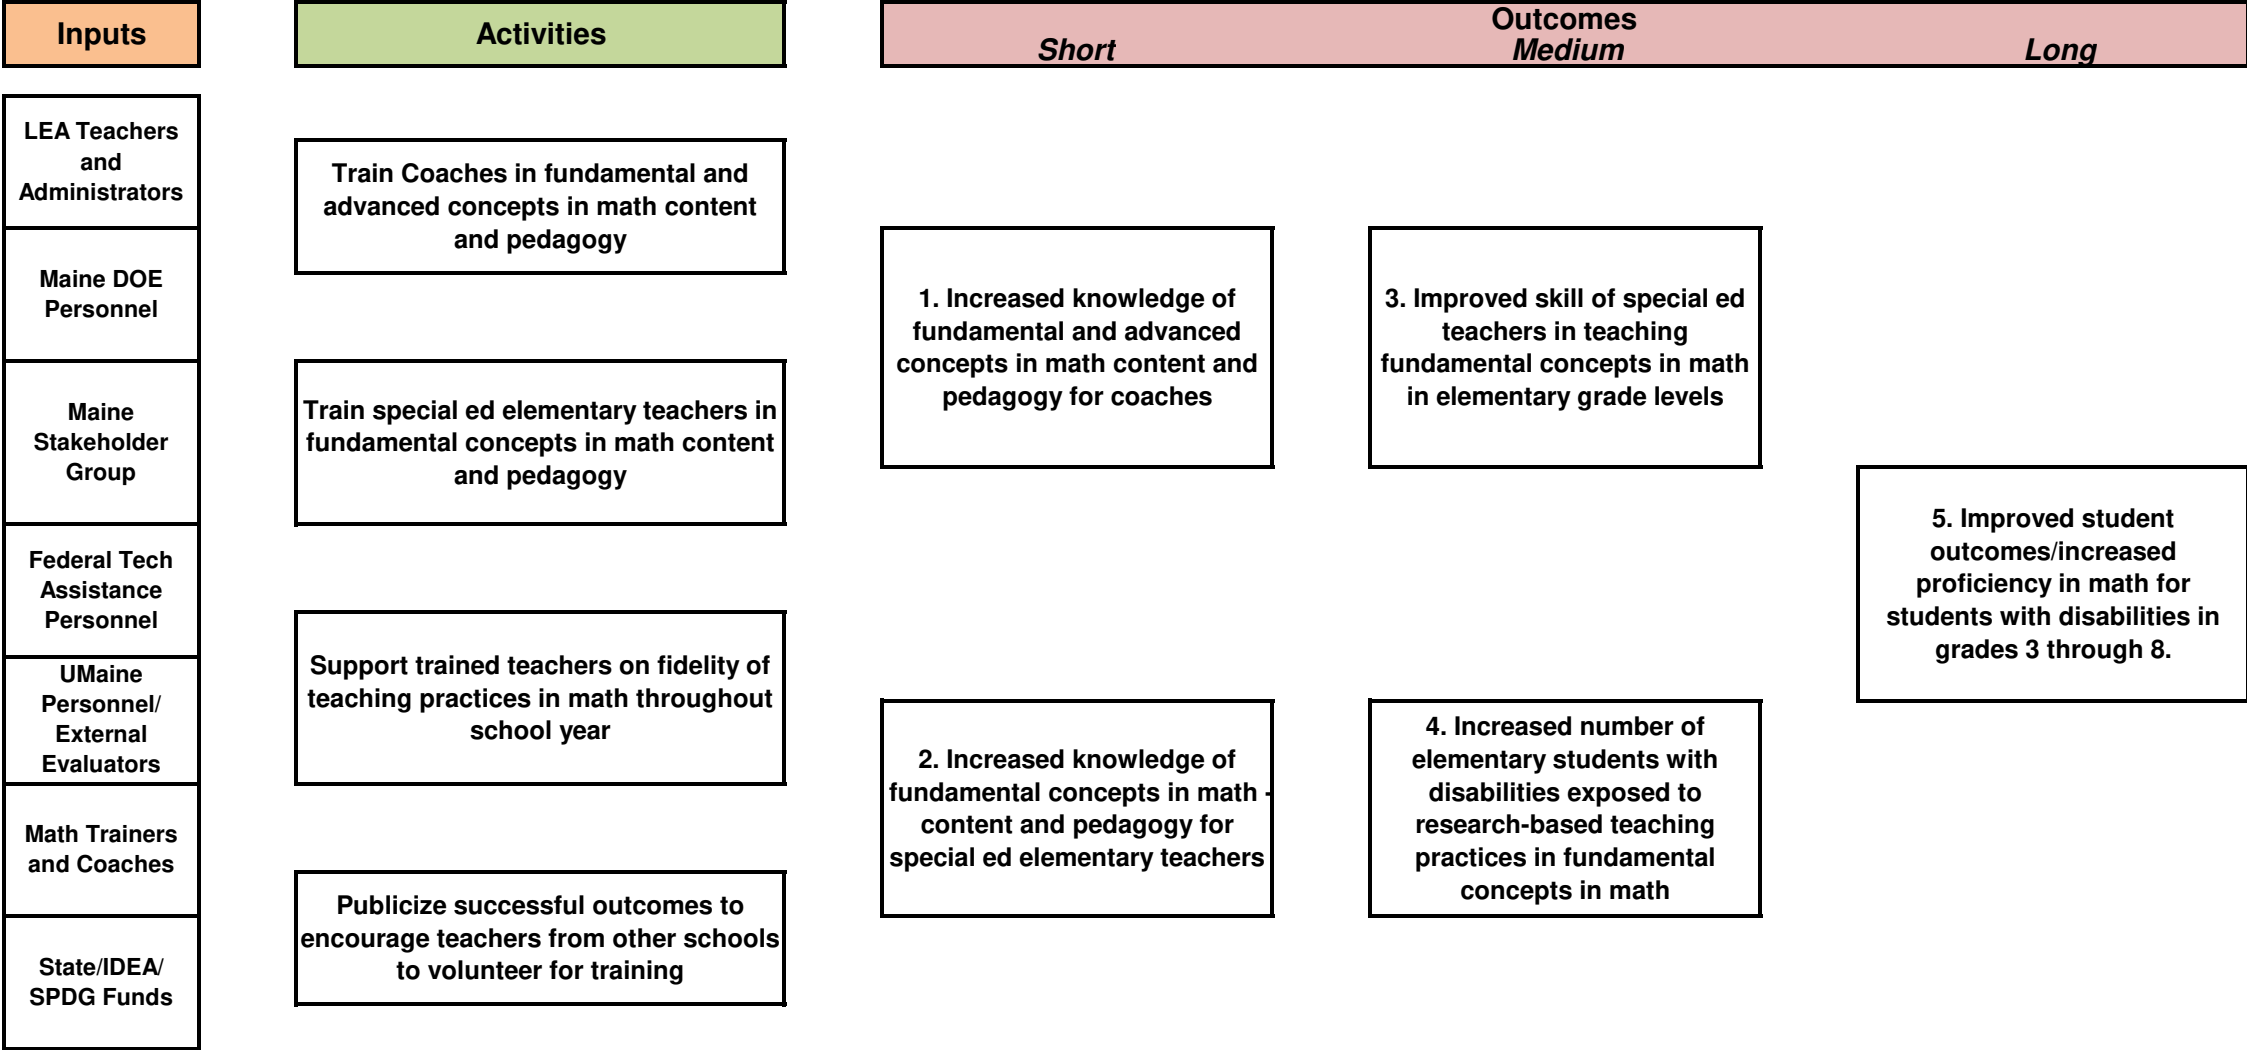 Inputs
Activities
Outcomes
Short
Medium
Long
LEA Teachers
and
Administrators
Maine DOE
Personnel
Maine
Stakeholder
Group
Federal Tech
Assistance
Personnel
UMaine
Personnel/
External
Evaluators
Math Trainers
and Coaches
State/IDEA/
SPDG Funds
Train Coaches in fundamental and
advanced concepts in math content
and pedagogy
Train special ed elementary teachers in
fundamental concepts in math content
and pedagogy
Support trained teachers on fidelity of
teaching practices in math throughout
school year
Publicize successful outcomes to
encourage teachers from other schools
to volunteer for training
1. Increased knowledge of
fundamental and advanced
concepts in math content and
pedagogy for coaches
2. Increased knowledge of
fundamental concepts in math -
content and pedagogy for
special ed elementary teachers
3. Improved skill of special ed
teachers in teaching
fundamental concepts in math
in elementary grade levels
4. Increased number of
elementary students with
disabilities exposed to
research-based teaching
practices in fundamental
concepts in math
5. Improved student
outcomes/increased
proficiency in math for
students with disabilities in
grades 3 through 8.